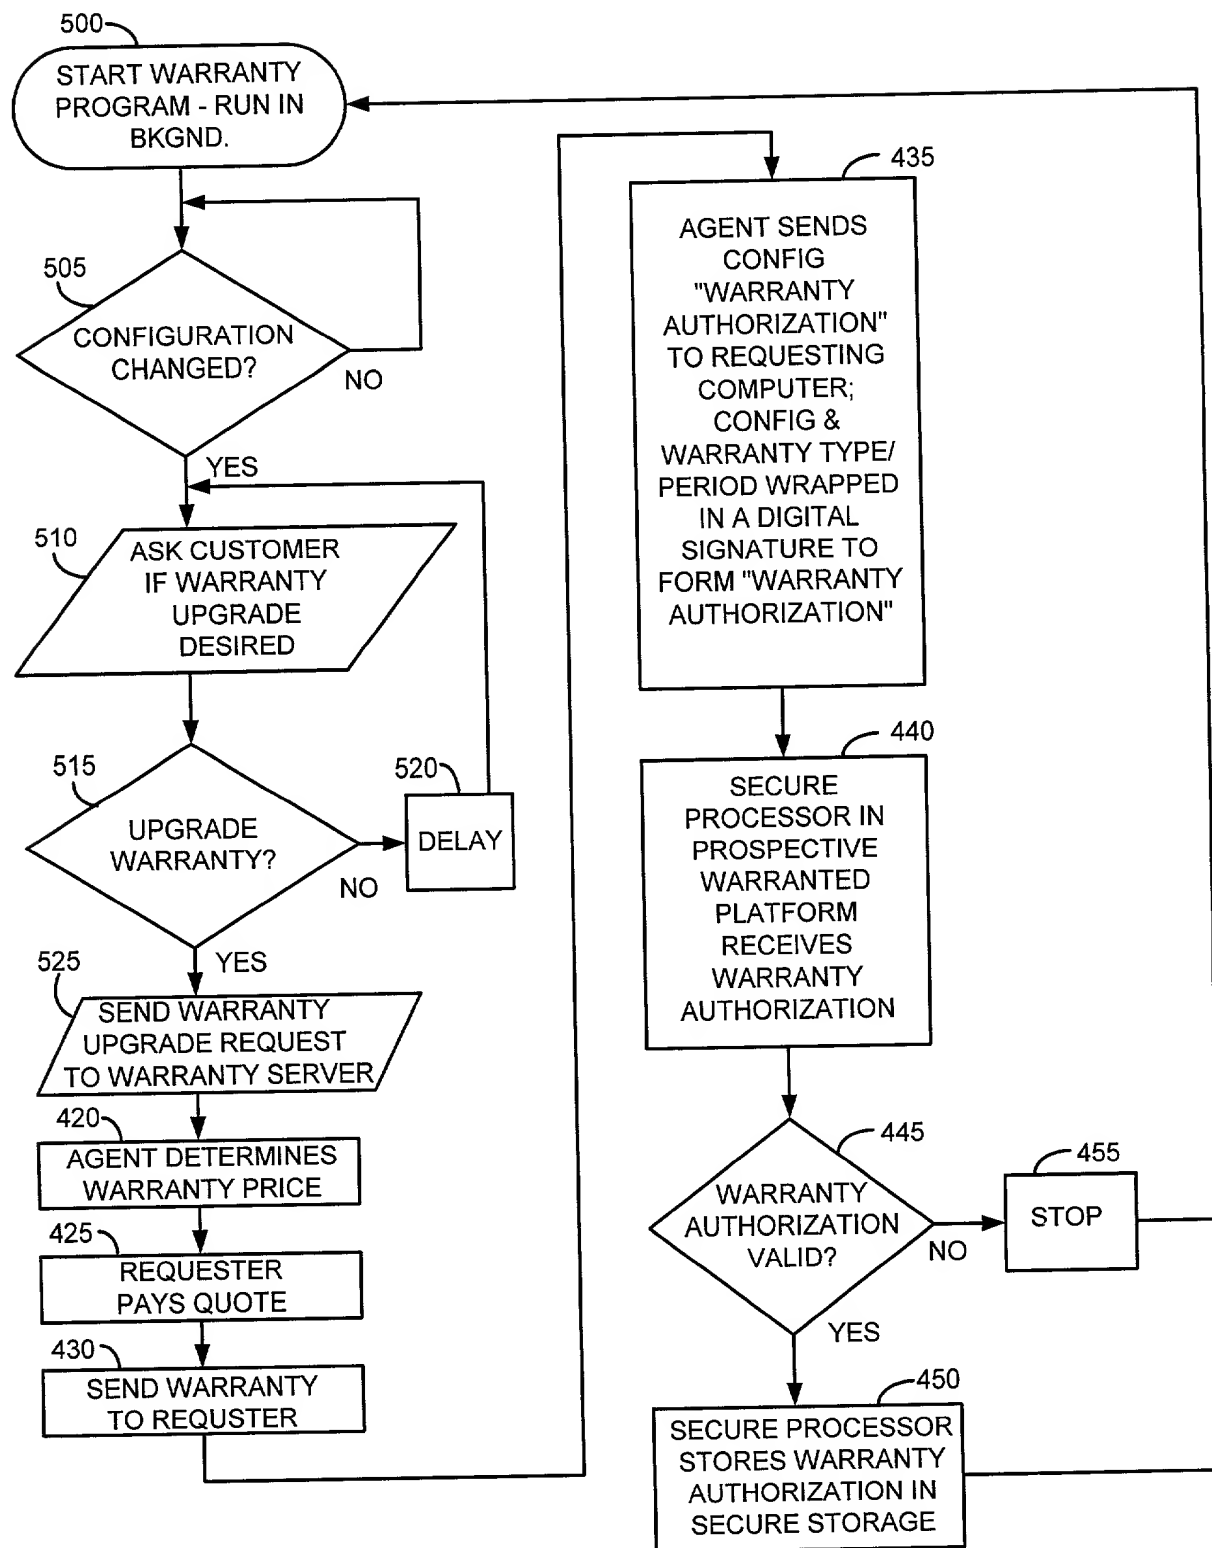 500
START WARRANTY
PROGRAM - RUN IN
BKGND.
505
CONFIGURATION
CHANGED?
NO
YES
510
ASK CUSTOMER
IF WARRANTY
UPGRADE
DESIRED
515
UPGRADE
WARRANTY?
NO
520
DELAY
YES
525
SEND WARRANTY
UPGRADE REQUEST
TO WARRANTY SERVER
420
AGENT DETERMINES
WARRANTY PRICE
425
REQUESTER
PAYS QUOTE
430
SEND WARRANTY
TO REQUSTER
435
AGENT SENDS
CONFIG
"WARRANTY
AUTHORIZATION"
TO REQUESTING
COMPUTER;
CONFIG &
WARRANTY TYPE/
PERIOD WRAPPED
IN A DIGITAL
SIGNATURE TO
FORM "WARRANTY
AUTHORIZATION"
440
SECURE
PROCESSOR IN
PROSPECTIVE
WARRANTED
PLATFORM
RECEIVES
WARRANTY
AUTHORIZATION
445
WARRANTY
AUTHORIZATION
VALID?
NO
455
STOP
YES
450
SECURE PROCESSOR
STORES WARRANTY
AUTHORIZATION IN
SECURE STORAGE